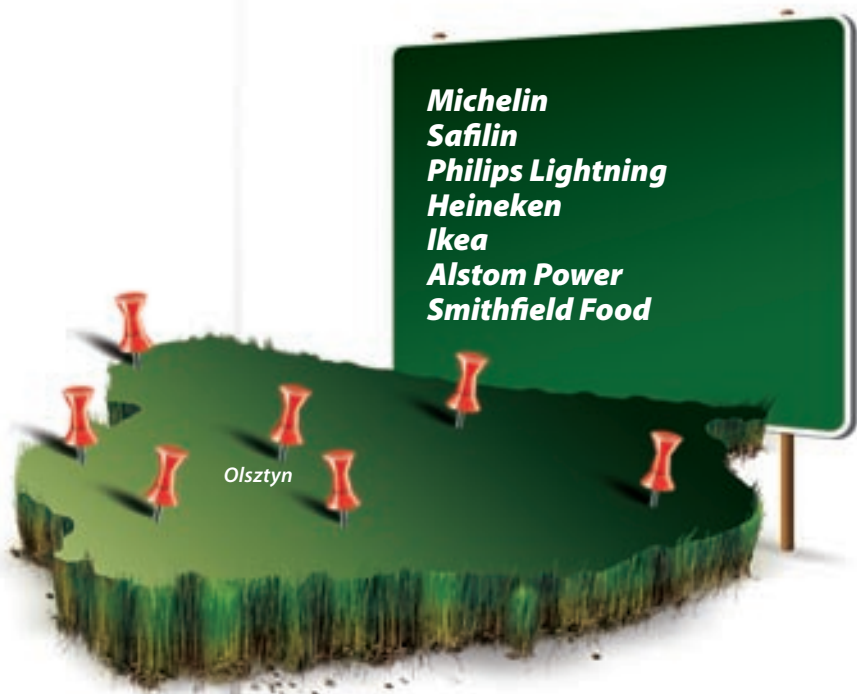 Michelin
Safilin
Philips Lightning
Heineken
Ikea
Alstom Power
Smithfield Food
Olsztyn